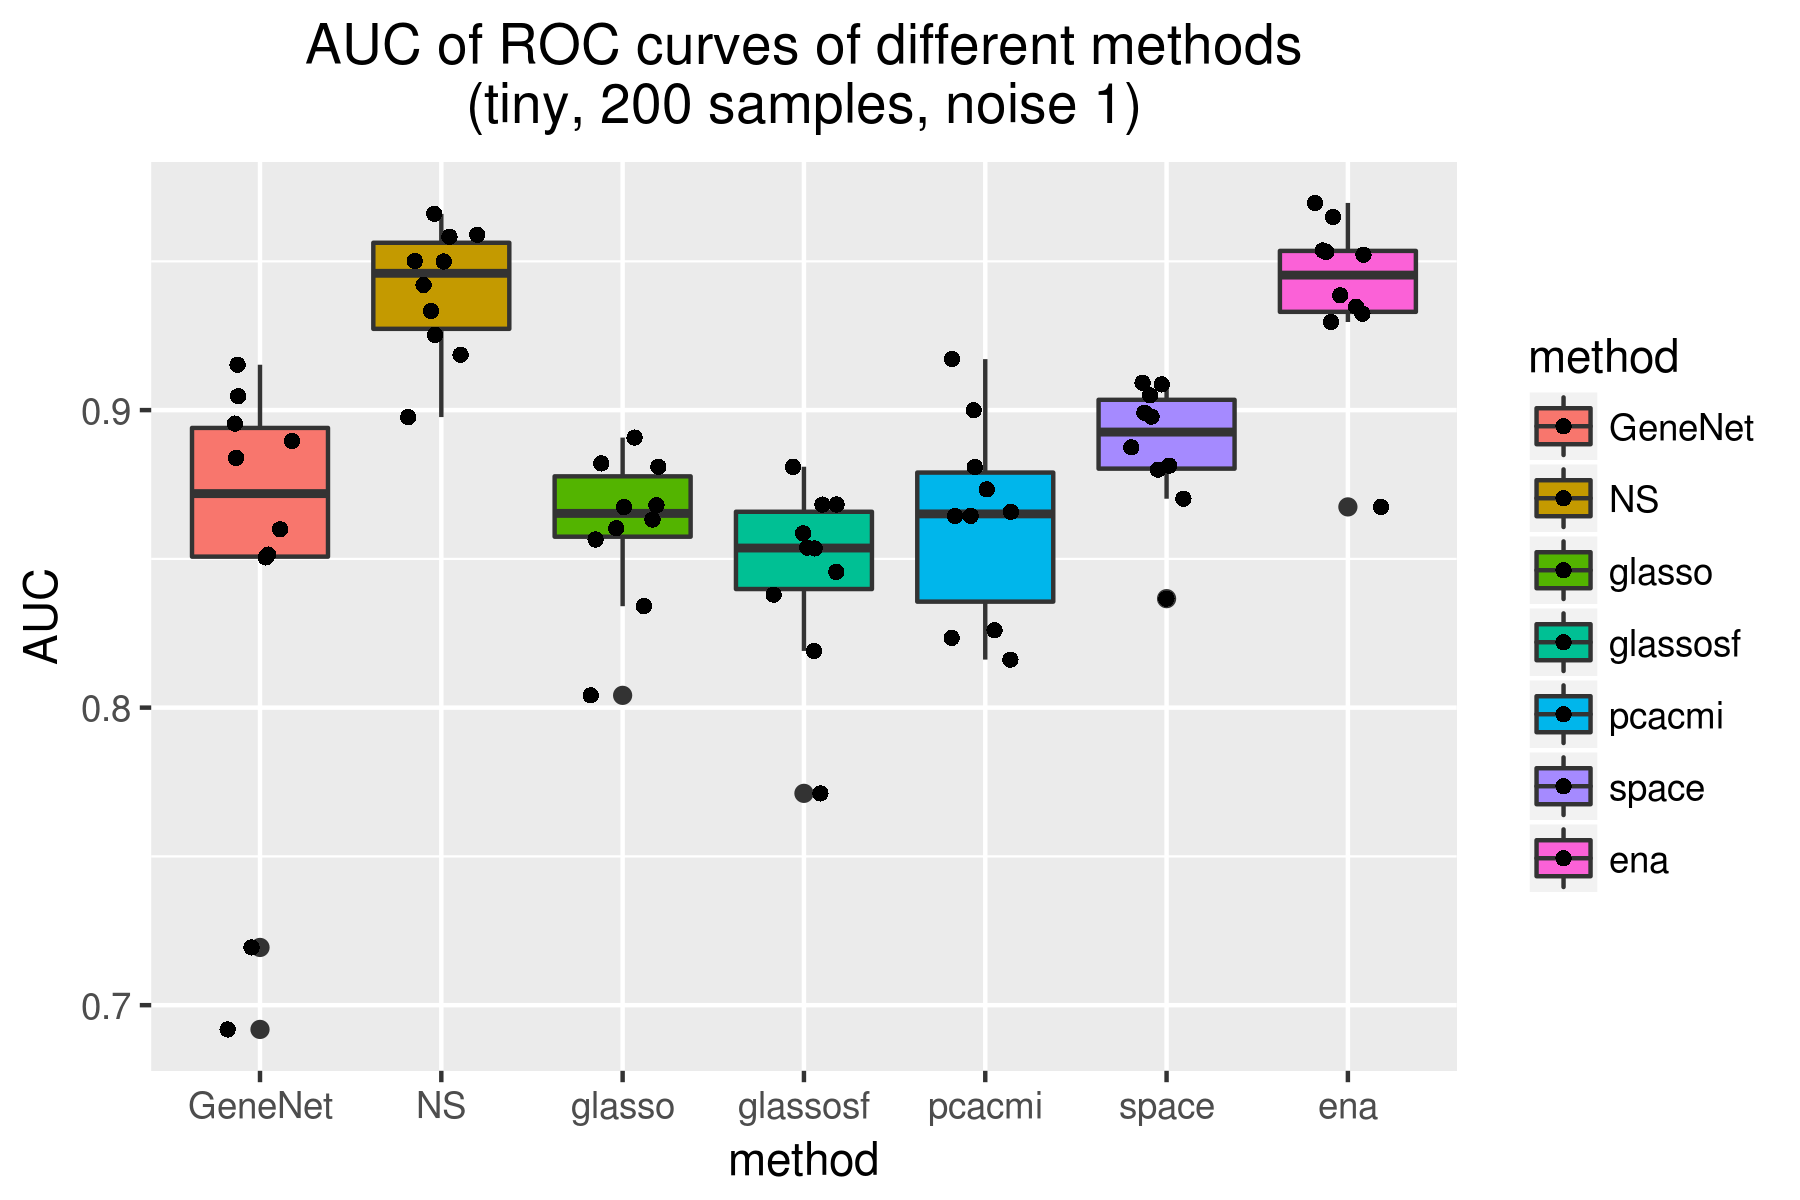 AUC of ROC curves of different methods
(tiny, 200 samples, noise 1)
AUC
0.9
0.8
0.7
GeneNet
NS
glasso
glassosf
pcacmi
space
ena
method
method
GeneNet
NS
glasso
glassosf
pcacmi
space
ena